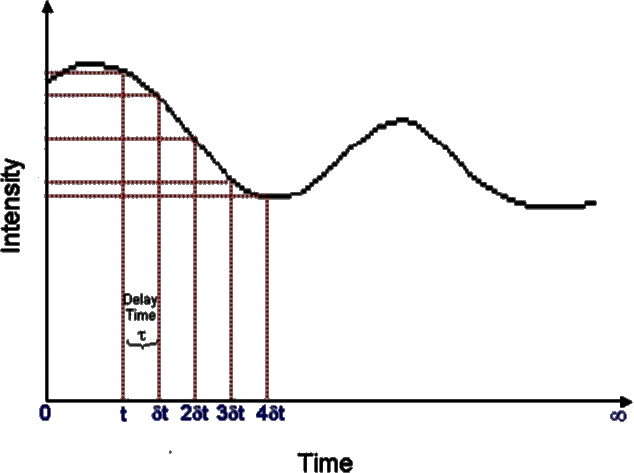 Intensity
Delay
Time
τ
0 t δt 2δt 3δt 4δt ∞
Time